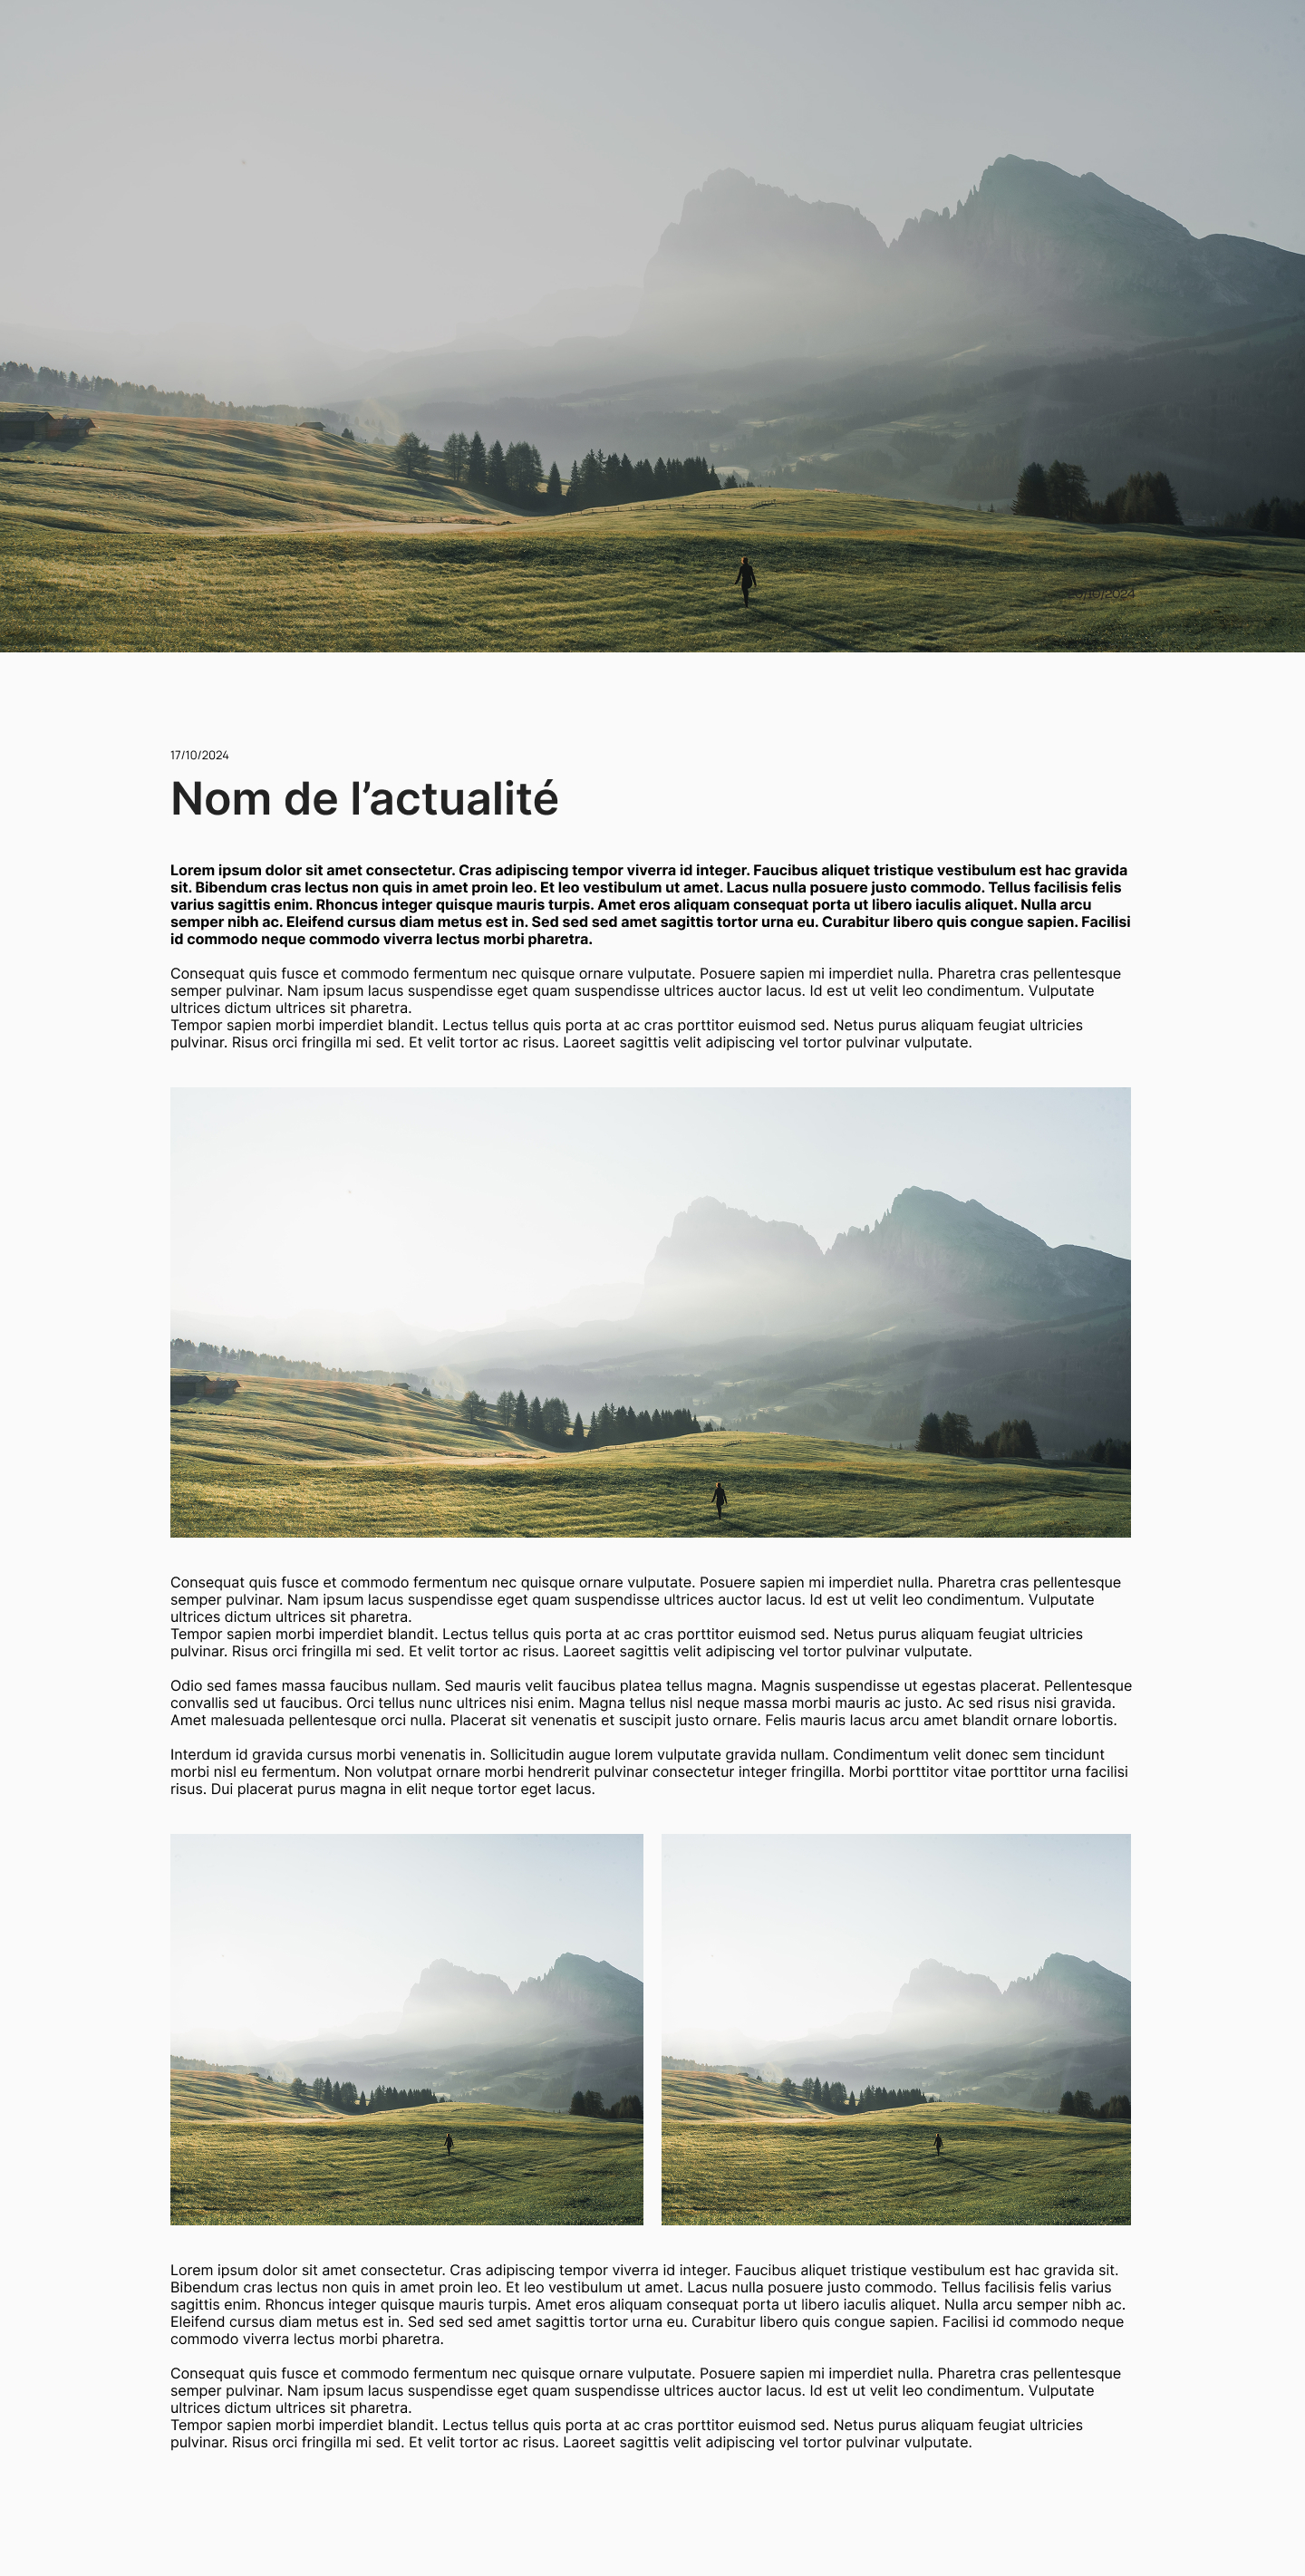 17/10/2024
Nom de l’actualité
Lorem ipsum dolor sit amet consectetur. Cras adipiscing tempor viverra id integer. Faucibus aliquet tristique vestibulum est hac gravida
sit. Bibendum cras lectus non quis in amet proin leo. Et leo vestibulum ut amet. Lacus nulla posuere justo commodo. Tellus facilisis felis
varius sagittis enim. Rhoncus integer quisque mauris turpis. Amet eros aliquam consequat porta ut libero iaculis aliquet. Nulla arcu
semper nibh ac. Eleifend cursus diam metus est in. Sed sed sed amet sagittis tortor urna eu. Curabitur libero quis congue sapien. Facilisi
id commodo neque commodo viverra lectus morbi pharetra.
Consequat quis fusce et commodo fermentum nec quisque ornare vulputate. Posuere sapien mi imperdiet nulla. Pharetra cras pellentesque
semper pulvinar. Nam ipsum lacus suspendisse eget quam suspendisse ultrices auctor lacus. Id est ut velit leo condimentum. Vulputate
ultrices dictum ultrices sit pharetra.
Tempor sapien morbi imperdiet blandit. Lectus tellus quis porta at ac cras porttitor euismod sed. Netus purus aliquam feugiat ultricies
pulvinar. Risus orci fringilla mi sed. Et velit tortor ac risus. Laoreet sagittis velit adipiscing vel tortor pulvinar vulputate.
Consequat quis fusce et commodo fermentum nec quisque ornare vulputate. Posuere sapien mi imperdiet nulla. Pharetra cras pellentesque
semper pulvinar. Nam ipsum lacus suspendisse eget quam suspendisse ultrices auctor lacus. Id est ut velit leo condimentum. Vulputate
ultrices dictum ultrices sit pharetra.
Tempor sapien morbi imperdiet blandit. Lectus tellus quis porta at ac cras porttitor euismod sed. Netus purus aliquam feugiat ultricies
pulvinar. Risus orci fringilla mi sed. Et velit tortor ac risus. Laoreet sagittis velit adipiscing vel tortor pulvinar vulputate.
Odio sed fames massa faucibus nullam. Sed mauris velit faucibus platea tellus magna. Magnis suspendisse ut egestas placerat. Pellentesque
convallis sed ut faucibus. Orci tellus nunc ultrices nisi enim. Magna tellus nisl neque massa morbi mauris ac justo. Ac sed risus nisi gravida.
Amet malesuada pellentesque orci nulla. Placerat sit venenatis et suscipit justo ornare. Felis mauris lacus arcu amet blandit ornare lobortis.
Interdum id gravida cursus morbi venenatis in. Sollicitudin augue lorem vulputate gravida nullam. Condimentum velit donec sem tincidunt
morbi nisl eu fermentum. Non volutpat ornare morbi hendrerit pulvinar consectetur integer fringilla. Morbi porttitor vitae porttitor urna facilisi
risus. Dui placerat purus magna in elit neque tortor eget lacus.
Lorem ipsum dolor sit amet consectetur. Cras adipiscing tempor viverra id integer. Faucibus aliquet tristique vestibulum est hac gravida sit.
Bibendum cras lectus non quis in amet proin leo. Et leo vestibulum ut amet. Lacus nulla posuere justo commodo. Tellus facilisis felis varius
sagittis enim. Rhoncus integer quisque mauris turpis. Amet eros aliquam consequat porta ut libero iaculis aliquet. Nulla arcu semper nibh ac.
Eleifend cursus diam metus est in. Sed sed sed amet sagittis tortor urna eu. Curabitur libero quis congue sapien. Facilisi id commodo neque
commodo viverra lectus morbi pharetra.
Consequat quis fusce et commodo fermentum nec quisque ornare vulputate. Posuere sapien mi imperdiet nulla. Pharetra cras pellentesque
semper pulvinar. Nam ipsum lacus suspendisse eget quam suspendisse ultrices auctor lacus. Id est ut velit leo condimentum. Vulputate
ultrices dictum ultrices sit pharetra.
Tempor sapien morbi imperdiet blandit. Lectus tellus quis porta at ac cras porttitor euismod sed. Netus purus aliquam feugiat ultricies
pulvinar. Risus orci fringilla mi sed. Et velit tortor ac risus. Laoreet sagittis velit adipiscing vel tortor pulvinar vulputate.